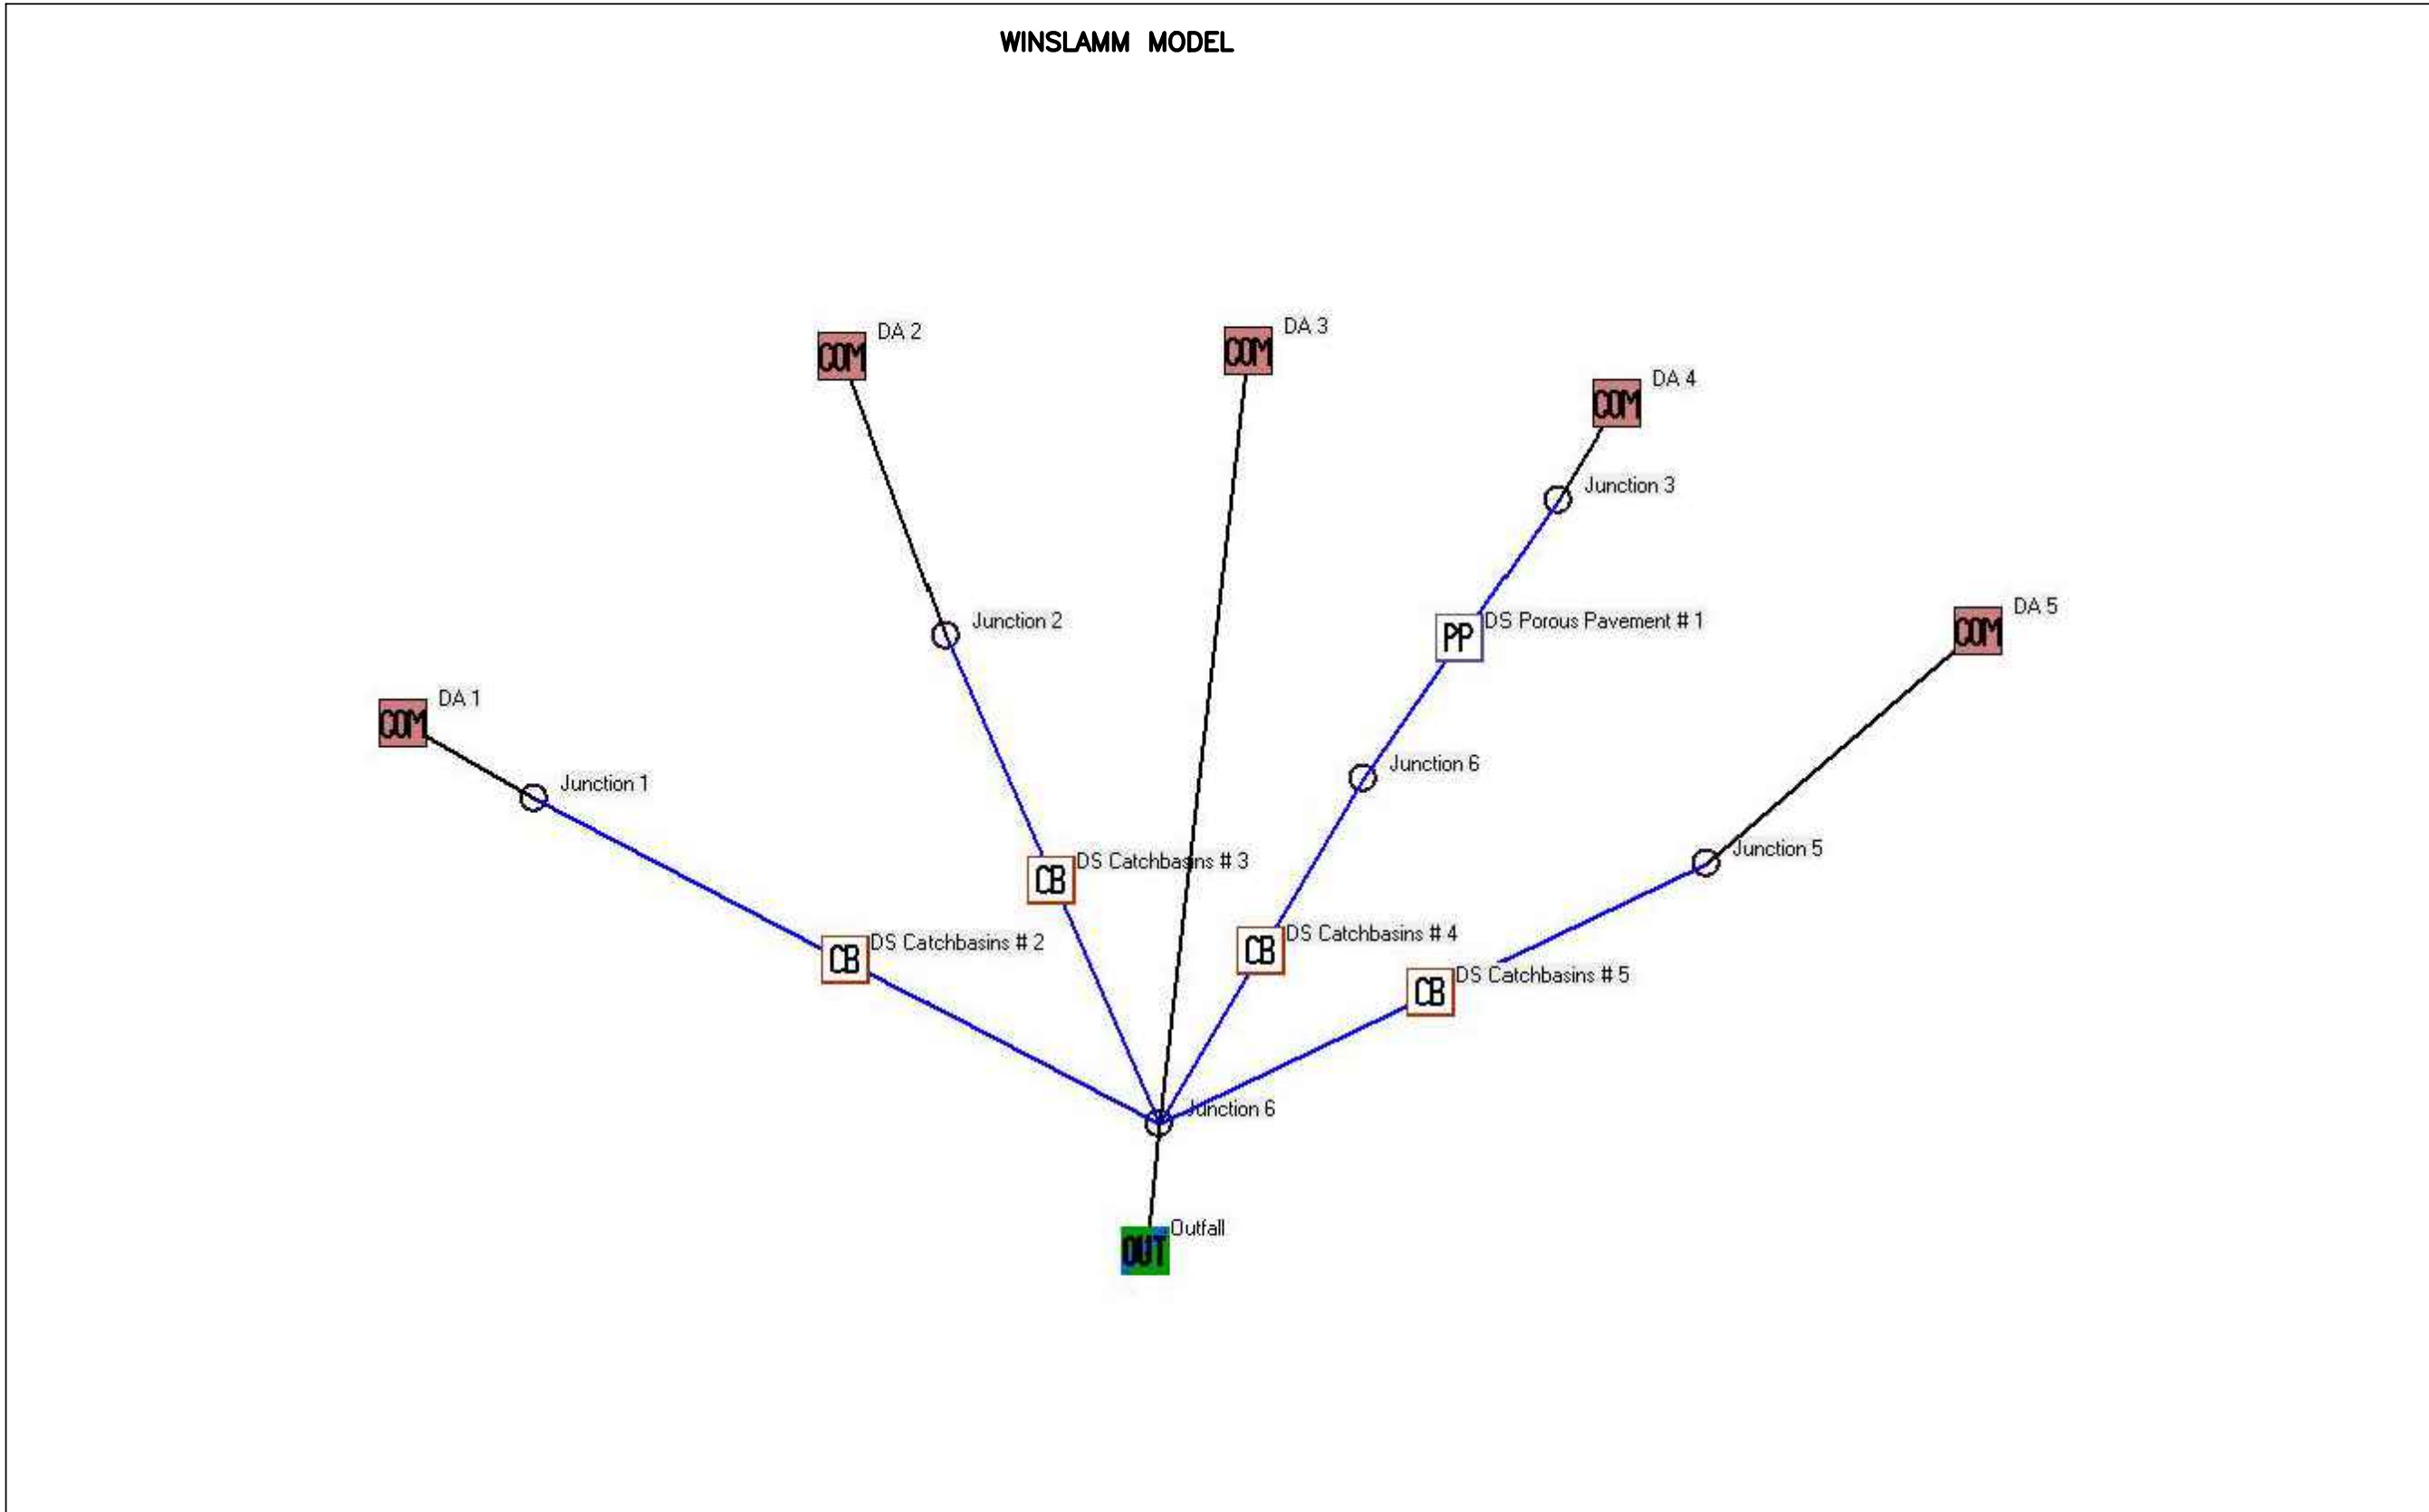 WINSLAMM MODEL
DA 2
DA 3
COM
COM
DA 4
COM
Junction 3
DA 5
COM
Junction 2
DS Porous Pavement # 1
PP
DA 1
COM
Junction 1
Junction 6
Junction 5
DS Catchbasins # 3
CB
DS Catchbasins # 2
CB
DS Catchbasins # 4
CB
DS Catchbasins # 5
CB
Junction 6
Outfall
OUT